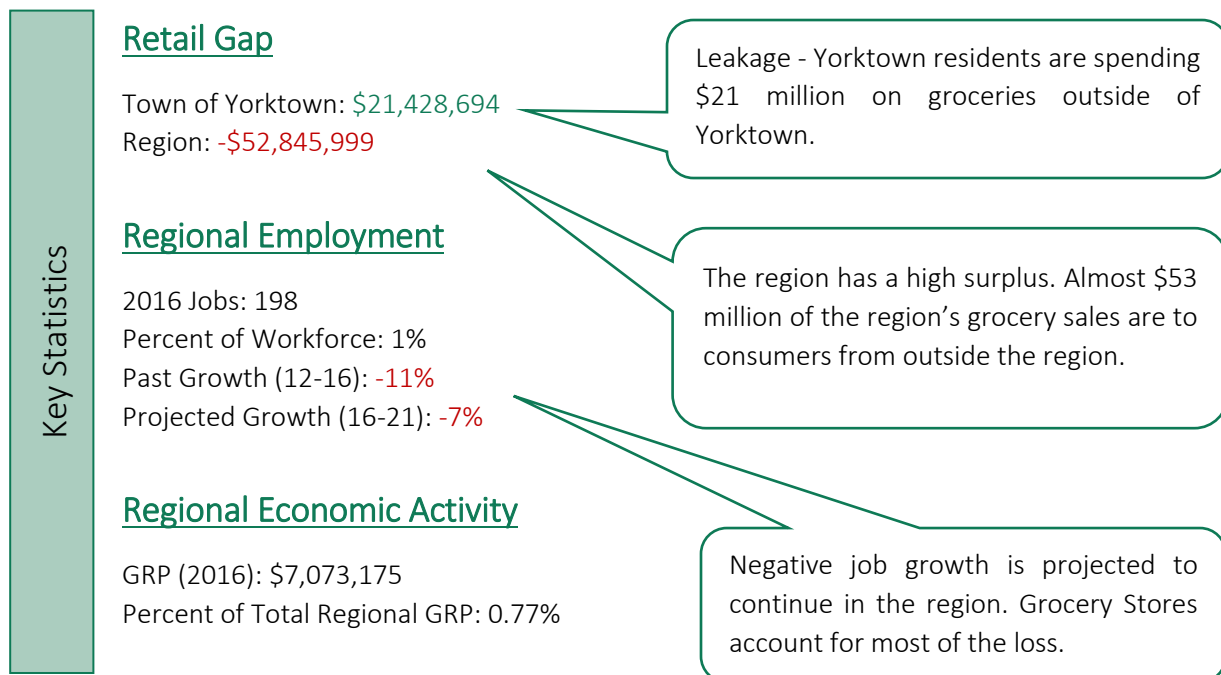 Key Statistics
Retail Gap
Town of Yorktown: $21,428,694
Region: -$52,845,999
Leakage - Yorktown residents are spending
$21 million on groceries outside of
Yorktown.
The region has a high surplus. Almost $53
million of the region's grocery sales are to
consumers from outside the region.
Regional Employment
2016 Jobs: 198
Percent of Workforce: 1%
Past Growth (12-16): -11%
Projected Growth (16-21): -7%
Negative job growth is projected to
continue in the region. Grocery Stores
account for most of the loss.
Regional Economic Activity
GRP (2016): $7,073,175
Percent of Total Regional GRP: 0.77%